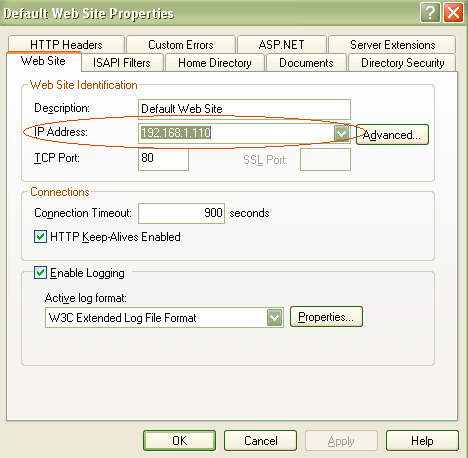 Default Web Site Properties
HTTP Headers Custom Errors ASP.NET Server Extensions
Web Site ISAPI Filters Home Directory Documents Directory Security
Web Site Identification
Description: Default Web Site
IP Address: 192.168.1.110 Advanced...
TCP Port: 80 SSL Port:
Connections
Connection Timeout: 900 seconds
HTTP Keep-Alives Enabled
Enable Logging
Active log format:
W3C Extended Log File Format Properties...
OK Cancel Apply Help